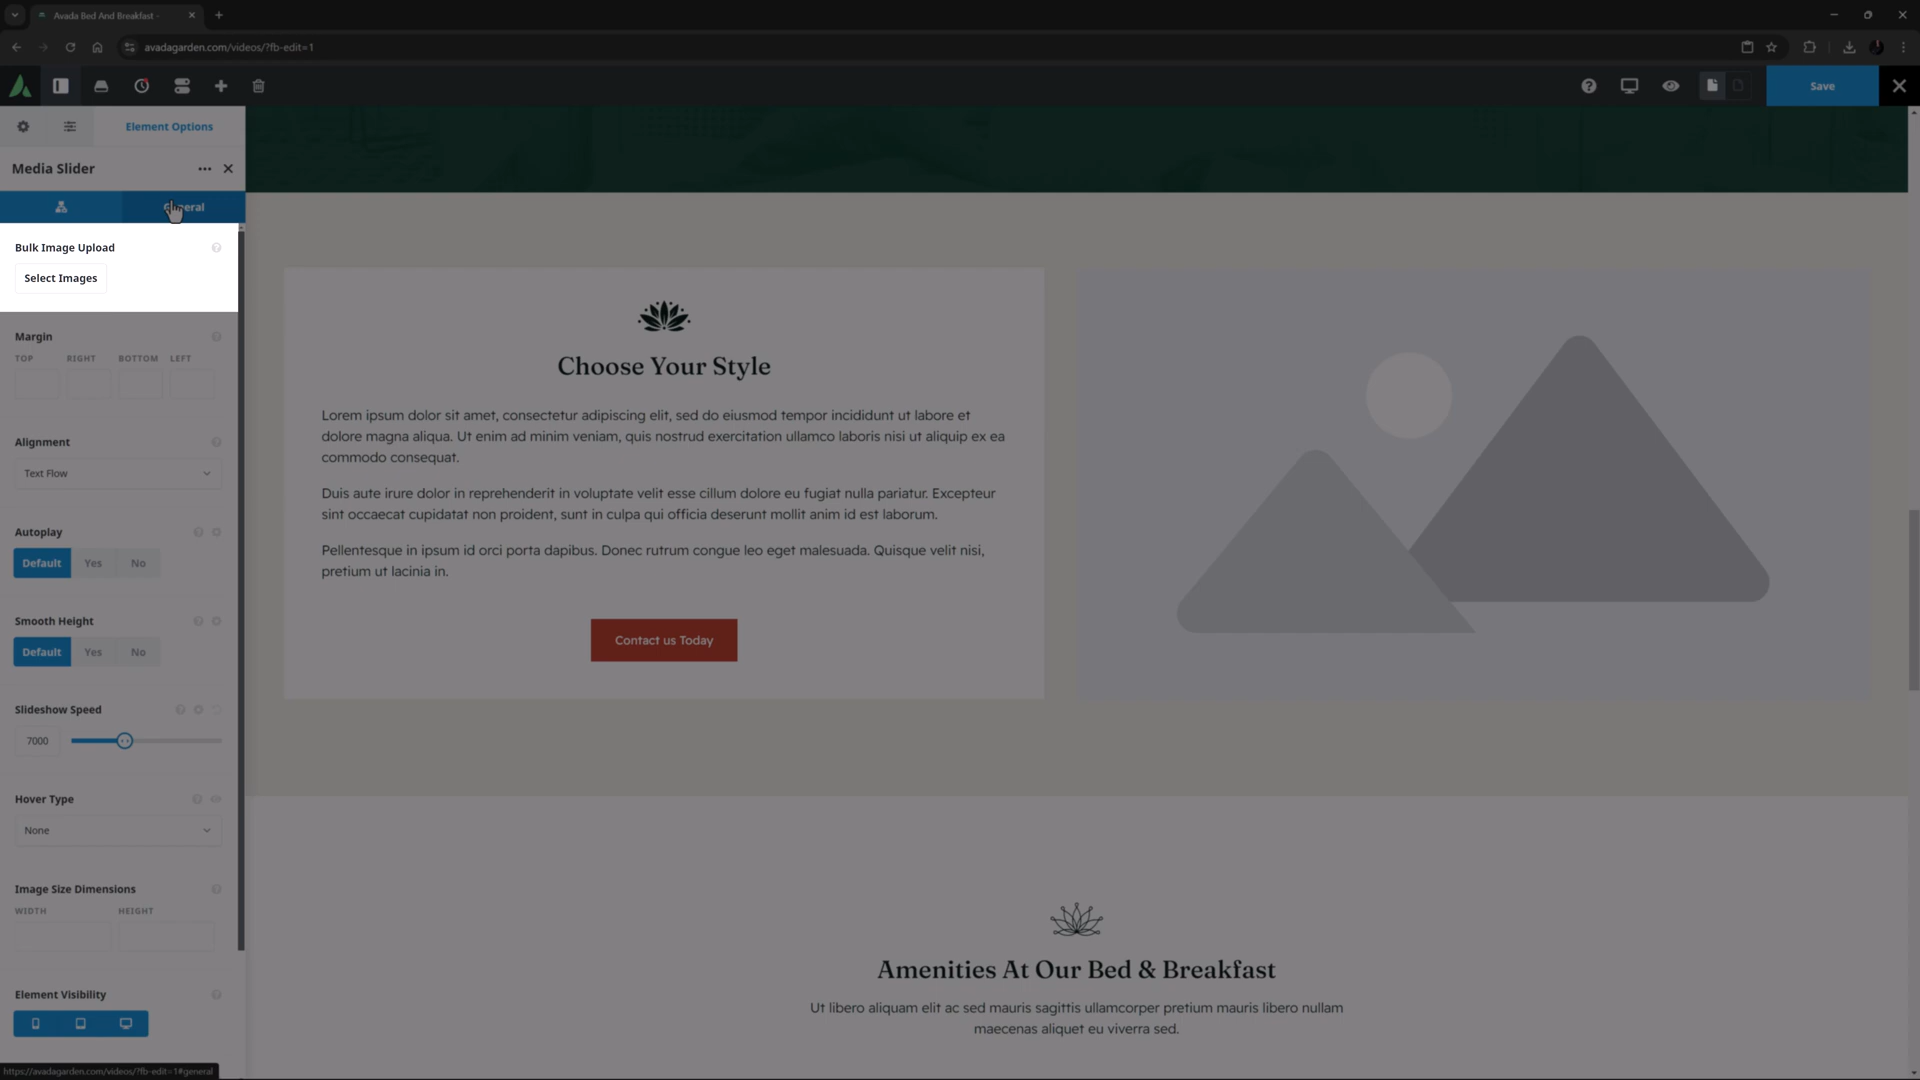 Avada Bed And Breakfast -
avadagarden.com/videos/?fb-edit=1
Save
Element Options
Media Slider
General
Bulk Image Upload
Select Images
Margin
TOP RIGHT BOTTOM LEFT
Alignment
Text Flow
Autoplay
Default Yes No
Smooth Height
Default Yes No
Slideshow Speed
7000
Hover Type
None
Image Size Dimensions
WIDTH HEIGHT
Element Visibility
https://avadagarden.com/videos/?fb-edit=1#general
Choose Your Style
Lorem ipsum dolor sit amet, consectetur adipiscing elit, sed do eiusmod tempor incididunt ut labore et
dolore magna aliqua. Ut enim ad minim veniam, quis nostrud exercitation ullamco laboris nisi ut aliquip ex ea
commodo consequat.
Duis aute irure dolor in reprehenderit in voluptate velit esse cillum dolore eu fugiat nulla pariatur. Excepteur
sint occaecat cupidatat non proident, sunt in culpa qui officia deserunt mollit anim id est laborum.
Pellentesque in ipsum id orci porta dapibus. Donec rutrum congue leo eget malesuada. Quisque velit nisi,
pretium ut lacinia in.
Contact us Today
Amenities At Our Bed & Breakfast
Ut libero aliquam elit ac sed mauris sagittis ullamcorper pretium mauris libero nullam
maecenas aliquet eu viverra sed.